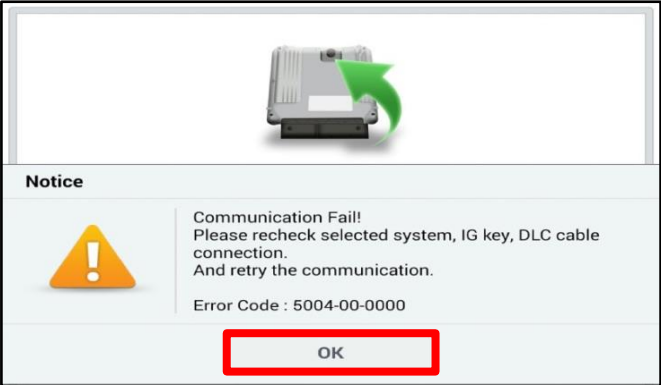 Notice
Communication Fail!
Please recheck selected system, IG key, DLC cable
connection.
And retry the communication.
Error Code : 5004-00-0000
OK